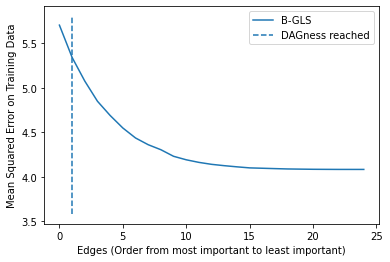 B-GLS
DAGness reached
Mean Squared Error on Training Data
5.5
5.0
4.5
4.0
3.5
0 5 10 15 20 25
Edges (Order from most important to least important)